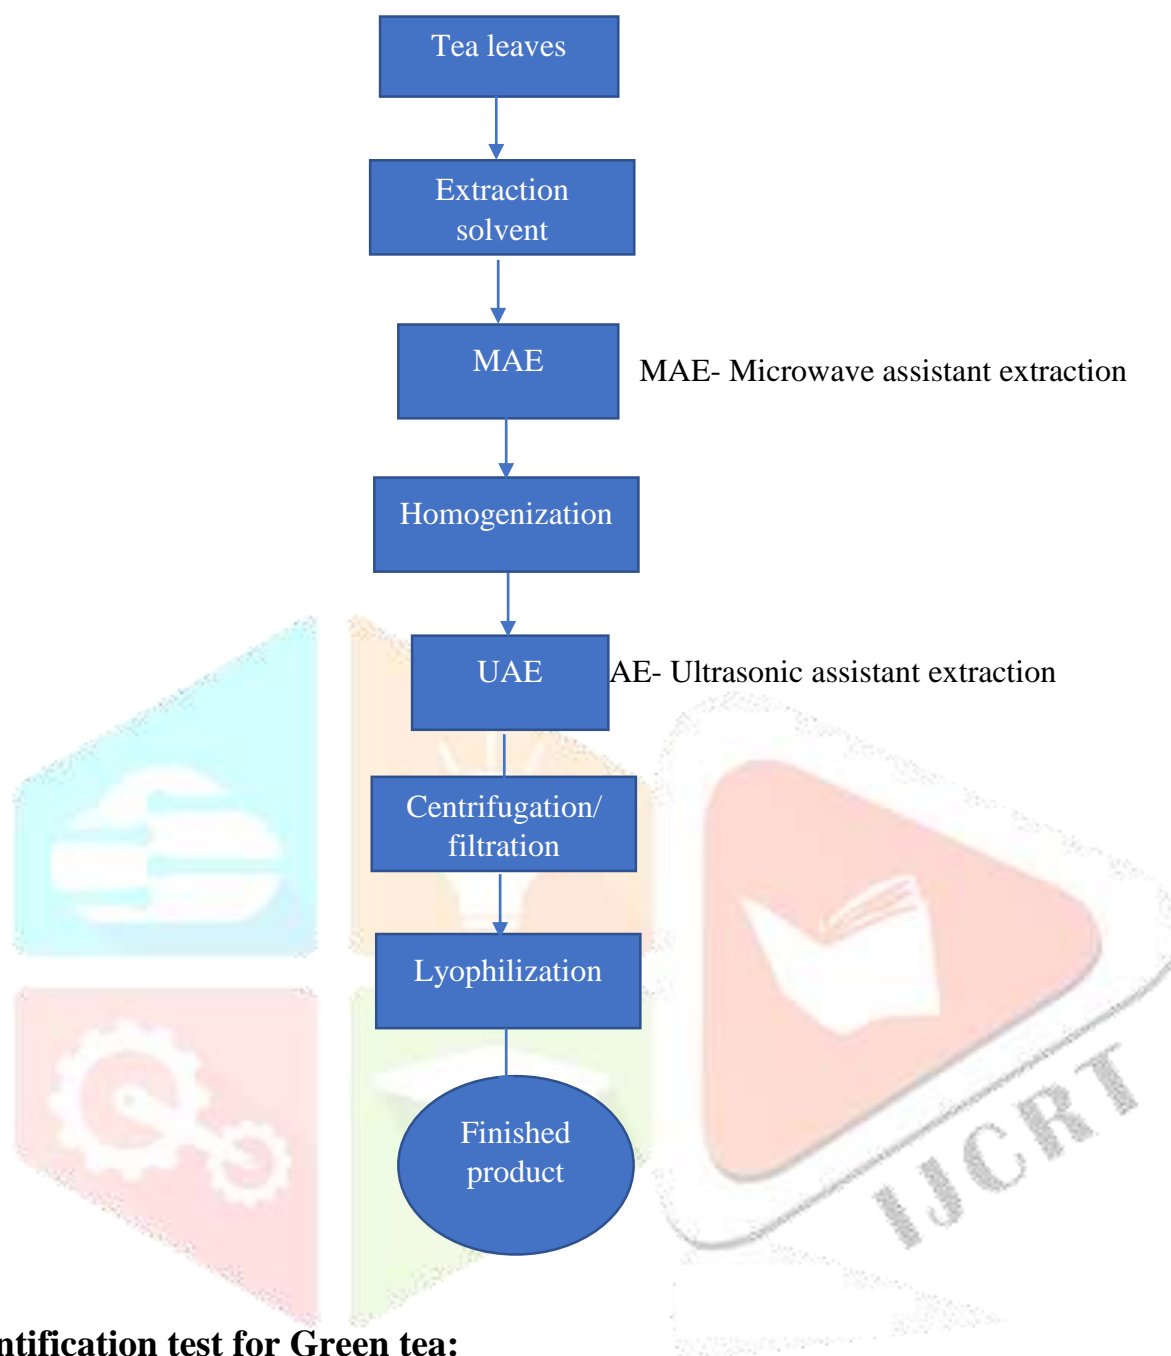 Tea leaves
Extraction
solvent
MAE
MAE- Microwave assistant extraction
Homogenization
UAE
AE- Ultrasonic assistant extraction
Centrifugation/
filtration
Lyophilization
Finished
product
IJCRT
ntification test for Green tea: